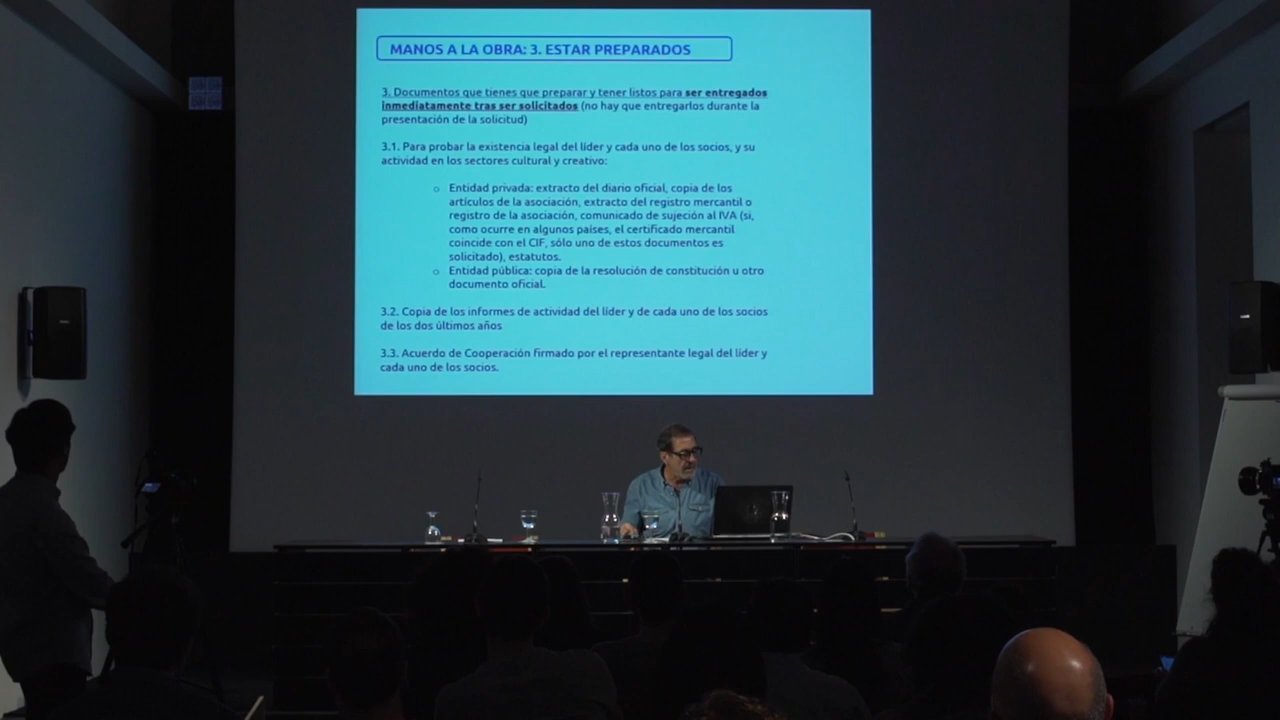 MANOS A LA OBRA: 3. ESTAR PREPARADOS
3. Documentos que tienes que preparar y tener listos para ser entregados
inmediatamente tras ser solicitados (no hay que entregarlos durante la
presentación de la solicitud)
3.1. Para probar la existencia legal del líder y cada uno de los socios, y su
actividad en los sectores cultural y creativo:
o Entidad privada: extracto del diario oficial, copia de los
artículos de la asociación, extracto del registro mercantil o
registro de la asociación, comunicado de sujeción al IVA (si,
como ocurre en algunos países, el certificado mercantil
coincide con el CIF, sólo uno de estos documentos es
solicitado), estatutos.
o Entidad pública: copia de la resolución de constitución u otro
documento oficial.
3.2. Copia de los informes de actividad del líder y de cada uno de los socios
de los dos últimos años
3.3. Acuerdo de Cooperación firmado por el representante legal del líder y
cada uno de los socios.